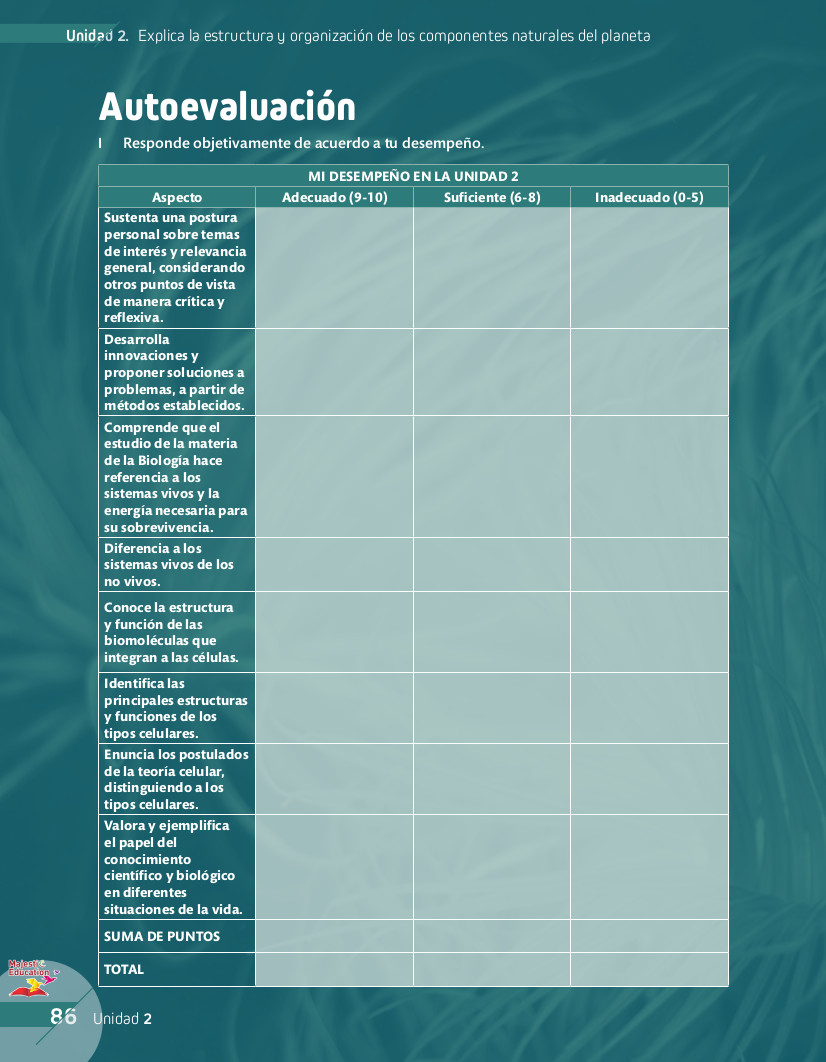 Unidad 2. Explica la estructura y organización de los componentes naturales del planeta
Autoevaluación
I Responde objetivamente de acuerdo a tu desempeño.
MI DESEMPEÑO EN LA UNIDAD 2
Aspecto Adecuado (9-10) Suficiente (6-8) Inadecuado (0-5)
Sustenta una postura
personal sobre temas
de interés y relevancia
general, considerando
otros puntos de vista
de manera crítica y
reflexiva.
Desarrolla
innovaciones y
proponer soluciones a
problemas, a partir de
métodos establecidos.
Comprende que el
estudio de la materia
de la Biología hace
referencia a los
sistemas vivos y la
energía necesaria para
su sobrevivencia.
Diferencia a los
sistemas vivos de los
no vivos.
Conoce la estructura
y función de las
biomoléculas que
integran a las células.
Identifica las
principales estructuras
y funciones de los
tipos celulares.
Enuncia los postulados
de la teoría celular,
distinguiendo a los
tipos celulares.
Valora y ejemplifica
el papel del
conocimiento
científico y biológico
en diferentes
situaciones de la vida.
SUMA DE PUNTOS
TOTAL
Majestic
Education
86 Unidad 2